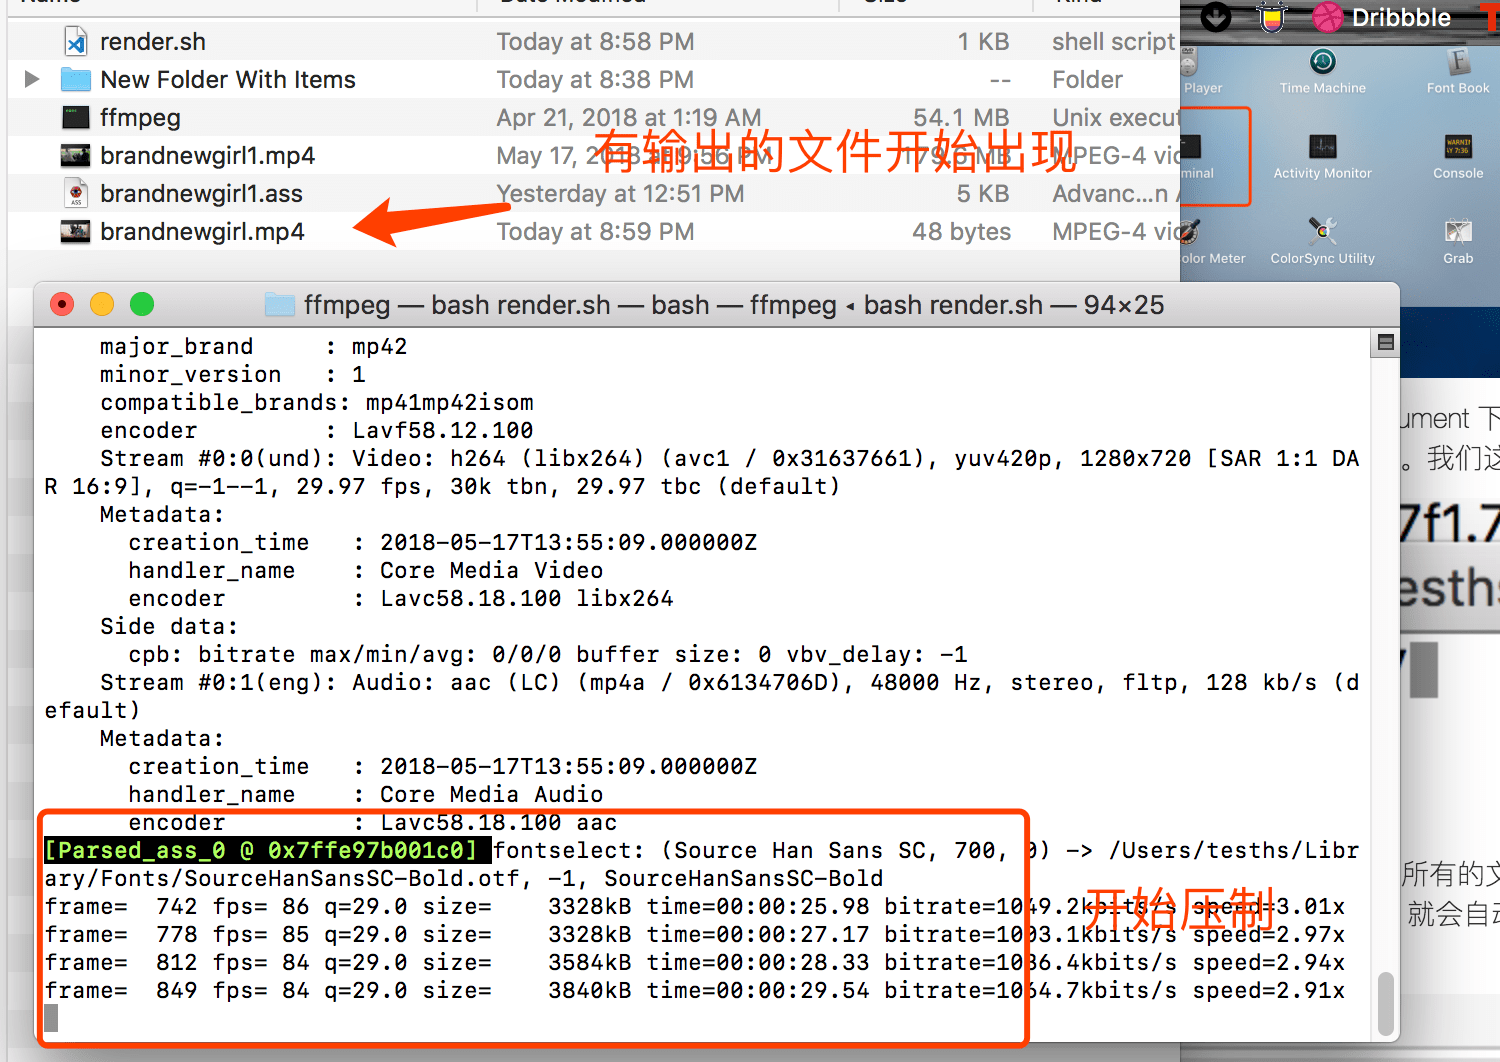 render.sh Today at 8:58 PM 1 KB shell script
New Folder With Items Today at 8:38 PM -- Folder
ffmpeg Apr 21, 2018 at 1:19 AM 54.1 MB Unix execut
有输出的文件开始出现
brandnewgirl1.mp4 May 17, 2018 at 9:56 PM 179.6 MB MPEG-4 vic
brandnewgirl1.ass Yesterday at 12:51 PM 5 KB Advanc...n
brandnewgirl.mp4 Today at 8:59 PM 48 bytes MPEG-4 vic
Dribbble
Player Time Machine Font Book
minal Activity Monitor Console
WARNIN
AY 7:36
olor Meter ColorSync Utility Grab
ffmpeg — bash render.sh — bash — ffmpeg ◂ bash render.sh — 94×25
major_brand : mp42
minor_version : 1
compatible_brands: mp41mp42isom
encoder : Lavf58.12.100
Stream #0:0(und): Video: h264 (libx264) (avc1 / 0x31637661), yuv420p, 1280x720 [SAR 1:1 DA
R 16:9], q=-1--1, 29.97 fps, 30k tbn, 29.97 tbc (default)
Metadata:
creation_time : 2018-05-17T13:55:09.000000Z
handler_name : Core Media Video
encoder : Lavc58.18.100 libx264
Side data:
cpb: bitrate max/min/avg: 0/0/0 buffer size: 0 vbv_delay: -1
Stream #0:1(eng): Audio: aac (LC) (mp4a / 0x6134706D), 48000 Hz, stereo, fltp, 128 kb/s (d
efault)
Metadata:
creation_time : 2018-05-17T13:55:09.000000Z
handler_name : Core Media Audio
encoder : Lavc58.18.100 aac
[Parsed_ass_0 @ 0x7ffe97b001c0] fontselect: (Source Han Sans SC, 700, 0) -> /Users/tesths/Libr
ary/Fonts/SourceHanSansSC-Bold.otf, -1, SourceHanSansSC-Bold
frame= 742 fps= 86 q=29.0 size= 3328kB time=00:00:25.98 bitrate=1049.2kbits/s speed=3.01x
frame= 778 fps= 85 q=29.0 size= 3328kB time=00:00:27.17 bitrate=1003.1kbits/s speed=2.97x
frame= 812 fps= 84 q=29.0 size= 3584kB time=00:00:28.33 bitrate=1036.4kbits/s speed=2.94x
frame= 849 fps= 84 q=29.0 size= 3840kB time=00:00:29.54 bitrate=1064.7kbits/s speed=2.91x
开始压制
ument 下
。我们这
7f1.7
esths
所有的文
就会自动